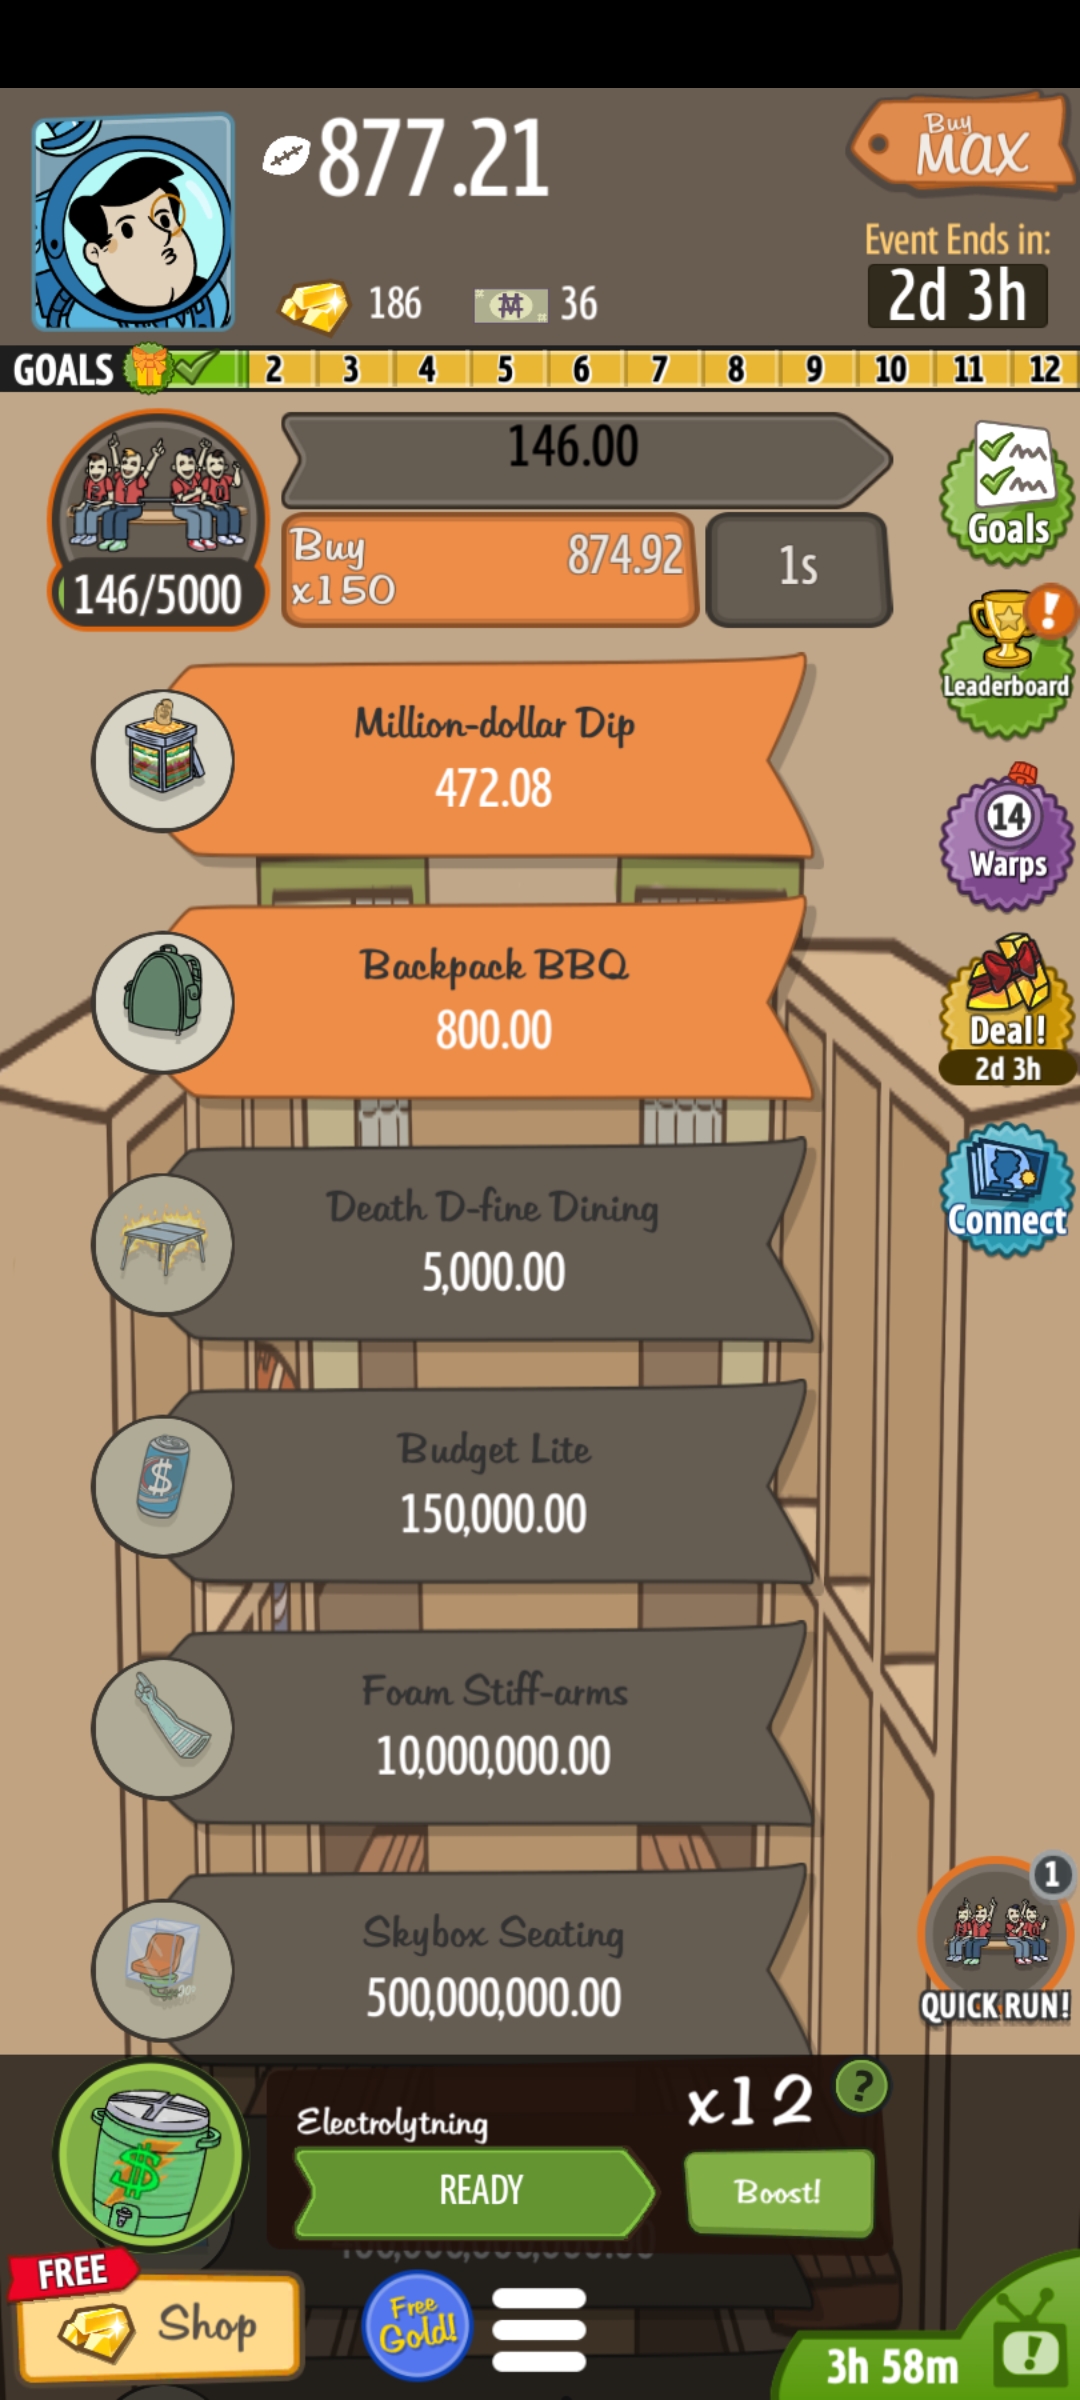 877.21
Buy
MAX
186
36
Event Ends in:
2d 3h
GOALS 2 3 4 5 6 7 8 9 10 11 12
146.00
Buy
x150
874.92
1s
146/5000
Goals
Leaderboard
14
Warps
Deal!
2d 3h
Connect
Million-dollar Dip
472.08
Backpack BBQ
800.00
Death D-fine Dining
5,000.00
Budget Lite
150,000.00
Foam Stiff-arms
10,000,000.00
Skybox Seating
500,000,000.00
1
QUICK RUN!
Electrolytning
x12
?
READY
Boost!
FREE
Shop
Free
Gold!
3h 58m